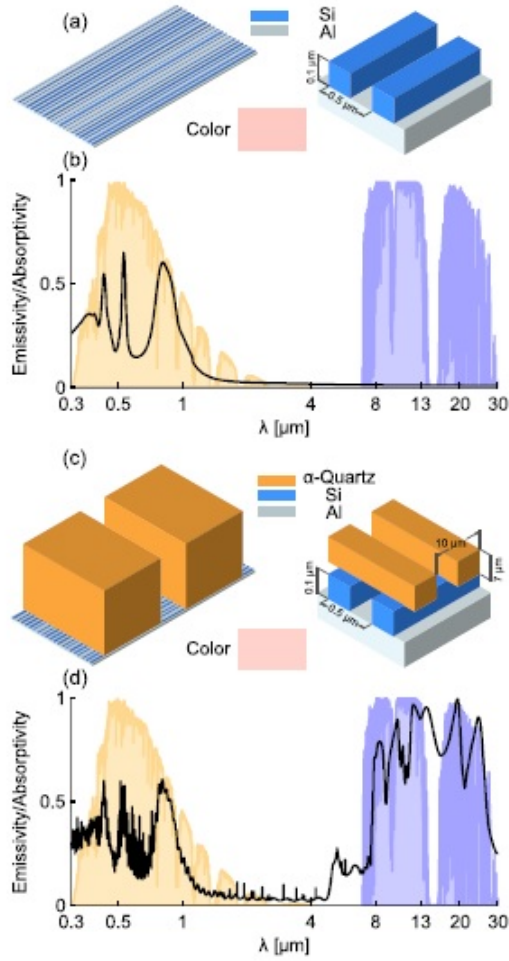 (a)
Si
Al
0.1 μm
0.5 μm
Color
(b)
Emissivity/Absorptivity
1
0.5
0
0.3 0.5 1 4 8 13 20 30
λ [μm]
(c)
α-Quartz
Si
Al
10 μm
7 μm
0.1 μm
0.5 μm
Color
(d)
Emissivity/Absorptivity
1
0.5
0
0.3 0.5 1 4 8 13 20 30
λ [μm]